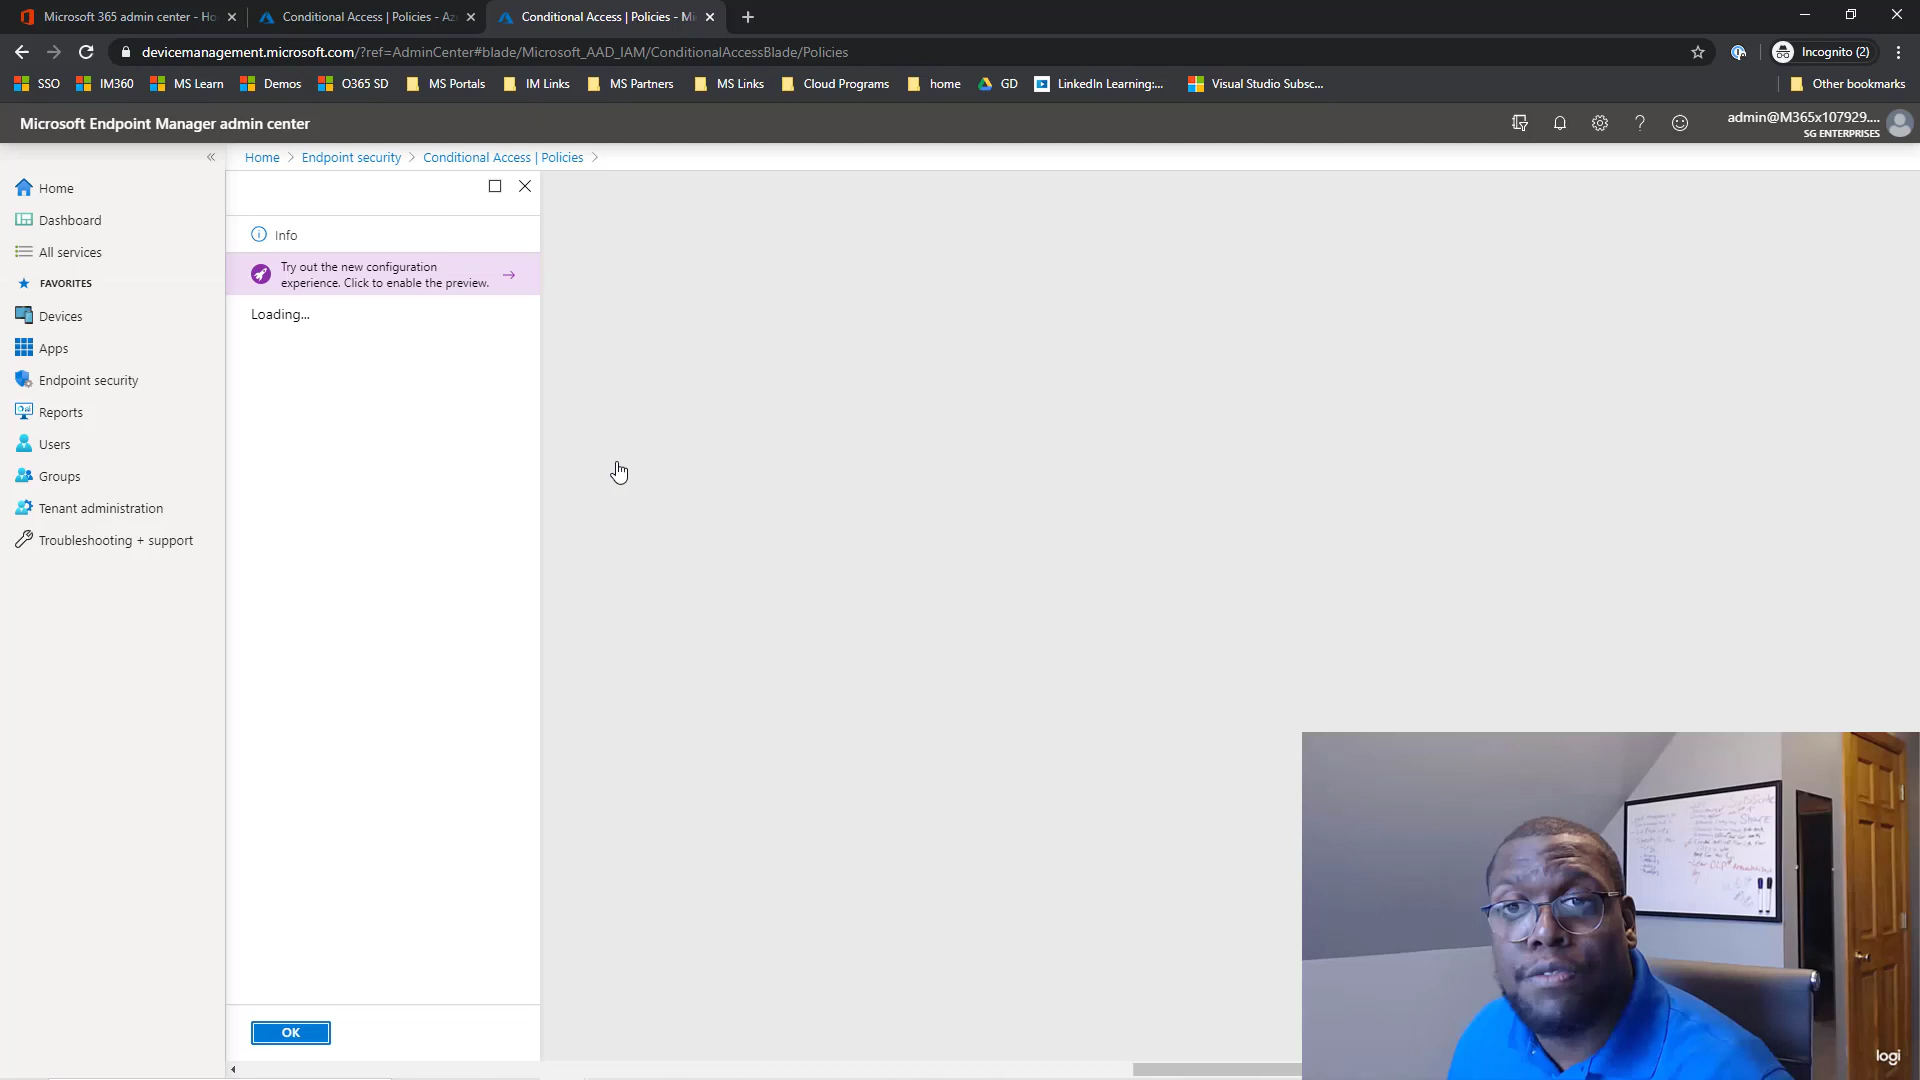 Microsoft 365 admin center - Ho
Conditional Access | Policies - Az
Conditional Access | Policies - Mi
devicemanagement.microsoft.com/?ref=AdminCenter#blade/Microsoft_AAD_IAM/ConditionalAccessBlade/Policies
Incognito (2)
SSO
IM360
MS Learn
Demos
O365 SD
MS Portals
IM Links
MS Partners
MS Links
Cloud Programs
home
GD
LinkedIn Learning:...
Visual Studio Subsc...
Other bookmarks
Microsoft Endpoint Manager admin center
admin@M365x107929....
SG ENTERPRISES
Home
Endpoint security
Conditional Access | Policies
Home
Dashboard
All services
FAVORITES
Devices
Apps
Endpoint security
Reports
Users
Groups
Tenant administration
Troubleshooting + support
Info
Try out the new configuration
experience. Click to enable the preview.
Loading...
OK
logi